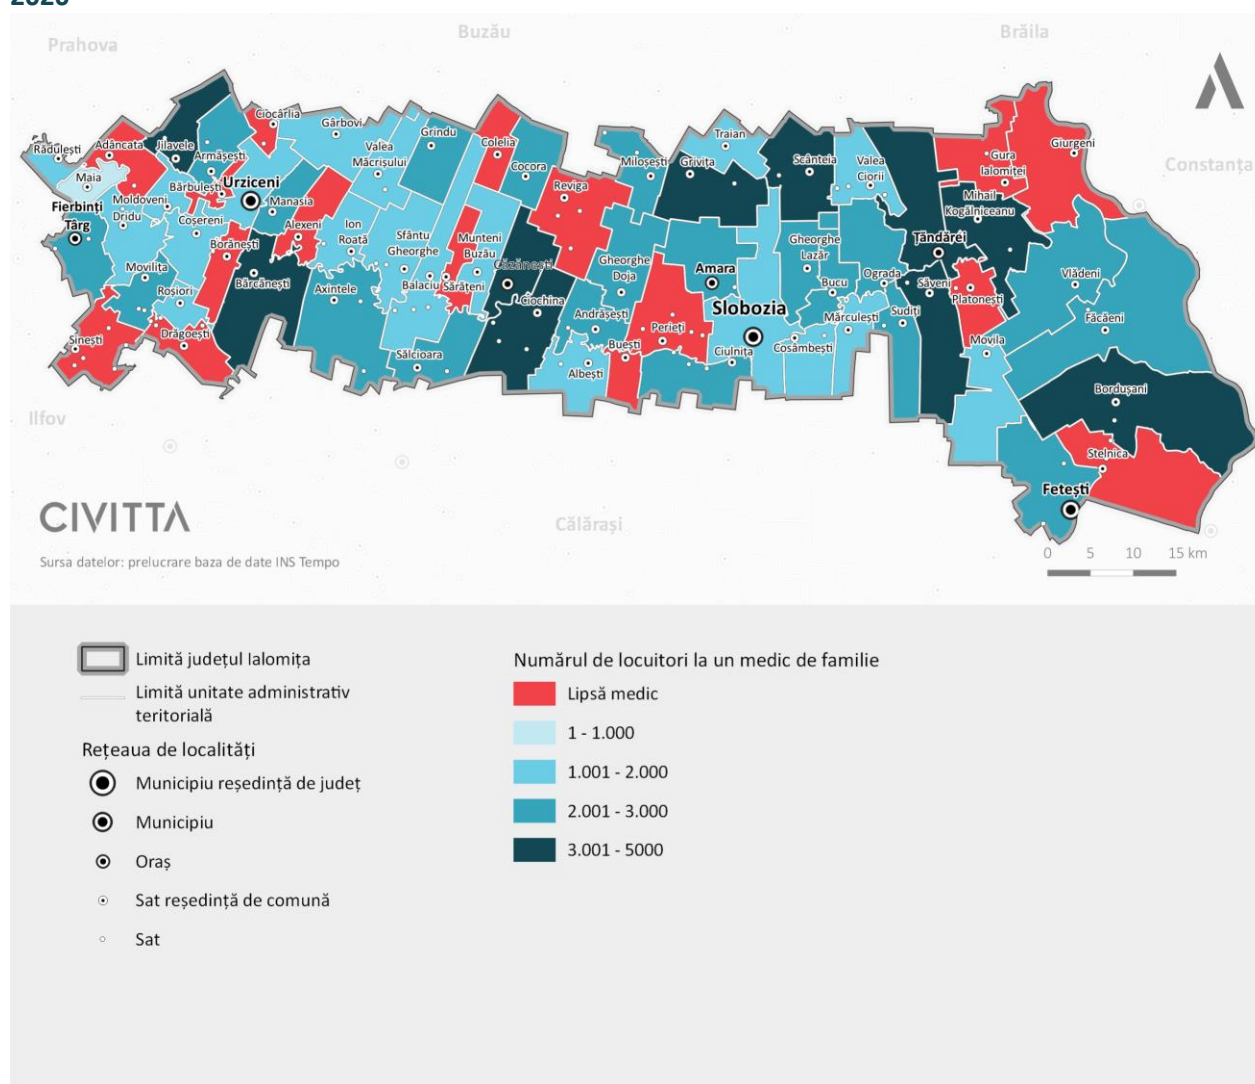 2023
Prahova
Buzău
Brăila
Constanța
Ilfov
Călărași
Rădulești
Adâncata
Jilavele
Ciocârlia
Gârbovi
Armășești
Maia
Bărbulești
Urziceni
Valea
Măcrișului
Grindu
Colelia
Cocora
Miloșești
Traian
Grivița
Scânteia
Valea
Ciorii
Gura
Ialomiței
Giurgeni
Mihail
Kogălniceanu
Fierbinți
Târg
Moldoveni
Dridu
Coșereni
Manasia
Alexeni
Ion
Roată
Sfântu
Gheorghe
Munteni
Buzău
Reviga
Borănești
Căzănești
Gheorghe
Doja
Amara
Gheorghe
Lazăr
Țăndărei
Movilița
Roșiori
Bărcănești
Axintele
Balaciu
Sărățeni
Ciochina
Bucu
Ograda
Săveni
Platonești
Vlădeni
Făcăeni
Sinești
Drăgoești
Andrășești
Perieți
Slobozia
Mărculești
Sudiți
Buești
Ciulnița
Cosâmbești
Movila
Sălcioara
Albești
Bordușani
Stelnica
Fetești
CIVITTA
Sursa datelor: prelucrare baza de date INS Tempo
0 5 10 15 km
Limită județul Ialomița
Limită unitate administrativ
teritorială
Rețeaua de localități
Municipiu reședință de județ
Municipiu
Oraș
Sat reședință de comună
Sat
Numărul de locuitori la un medic de familie
Lipsă medic
1 - 1.000
1.001 - 2.000
2.001 - 3.000
3.001 - 5000